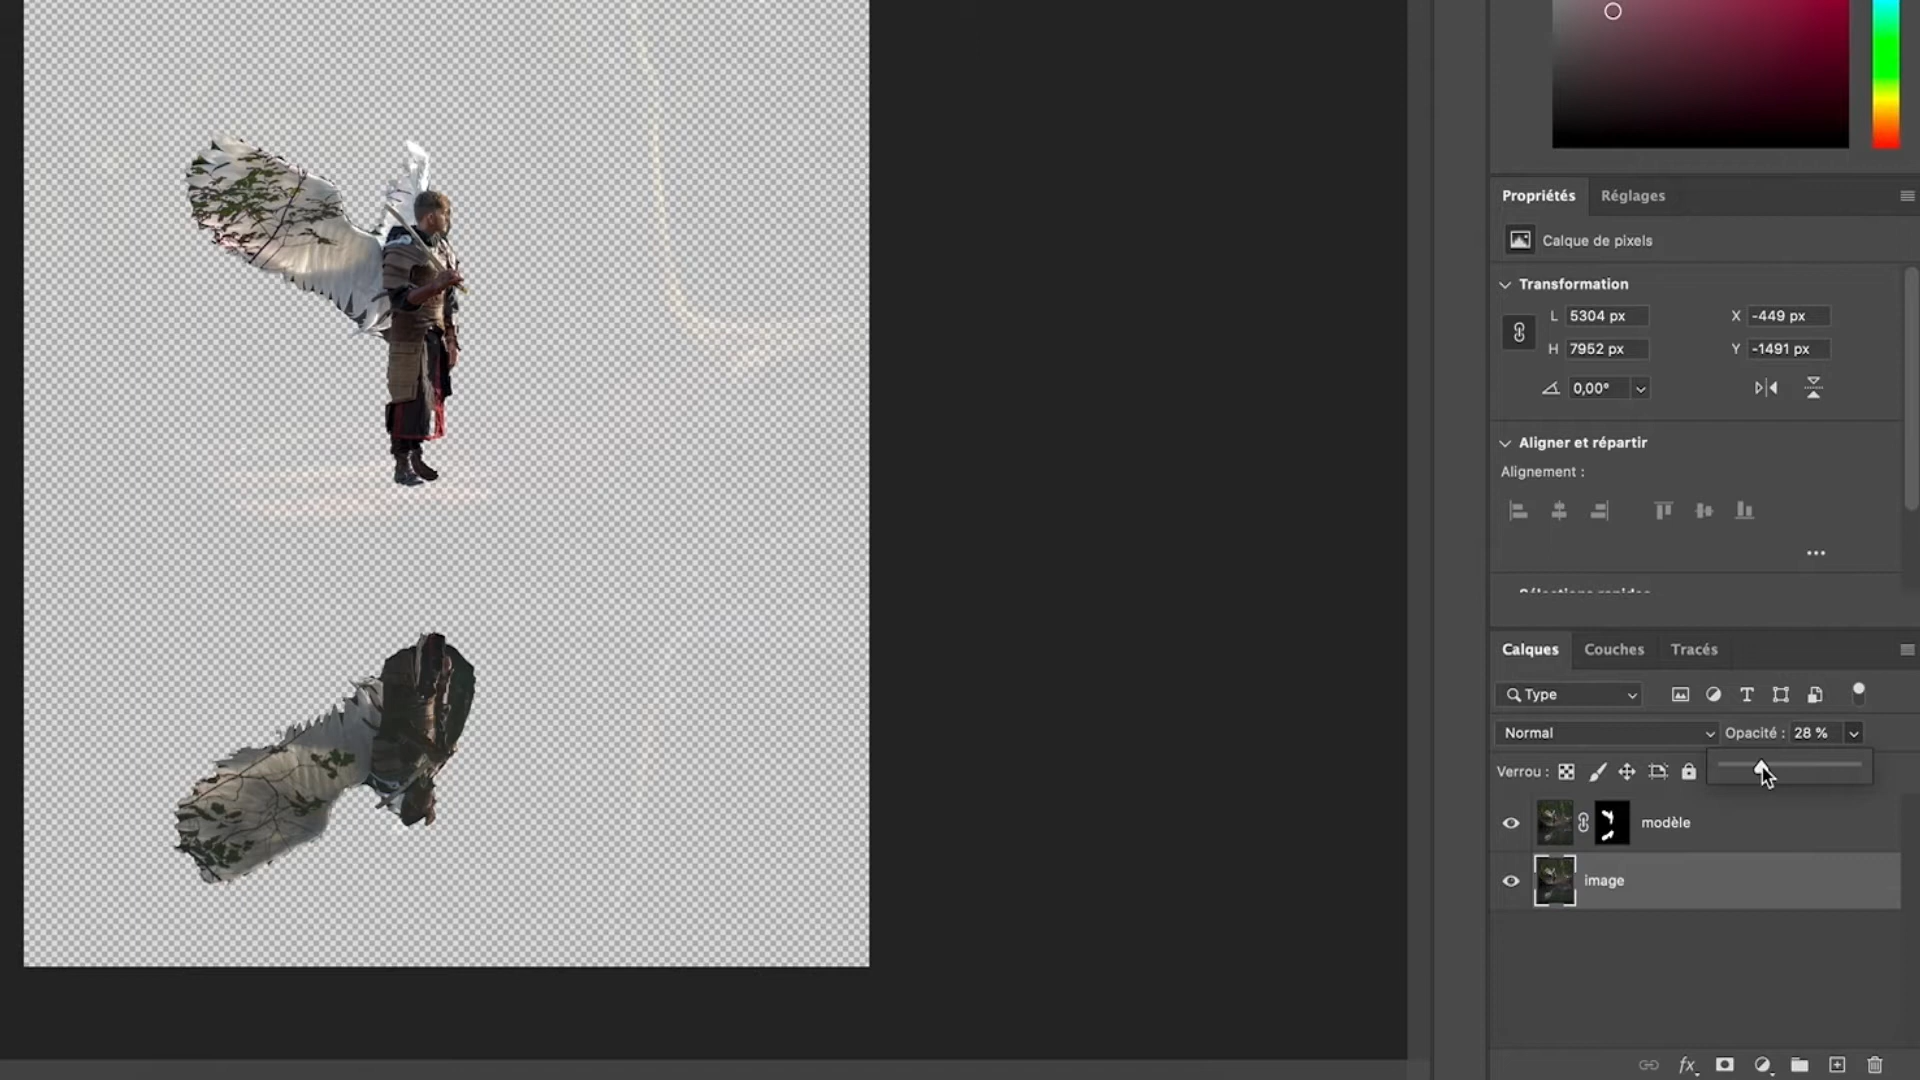 Propriétés
Réglages
Calque de pixels
Transformation
L 5304 px
X -449 px
H 7952 px
Y -1491 px
0,00°
Aligner et répartir
Alignement :
Calques
Couches
Tracés
Type
Normal
Opacité : 28 %
Verrou :
modèle
image
fx